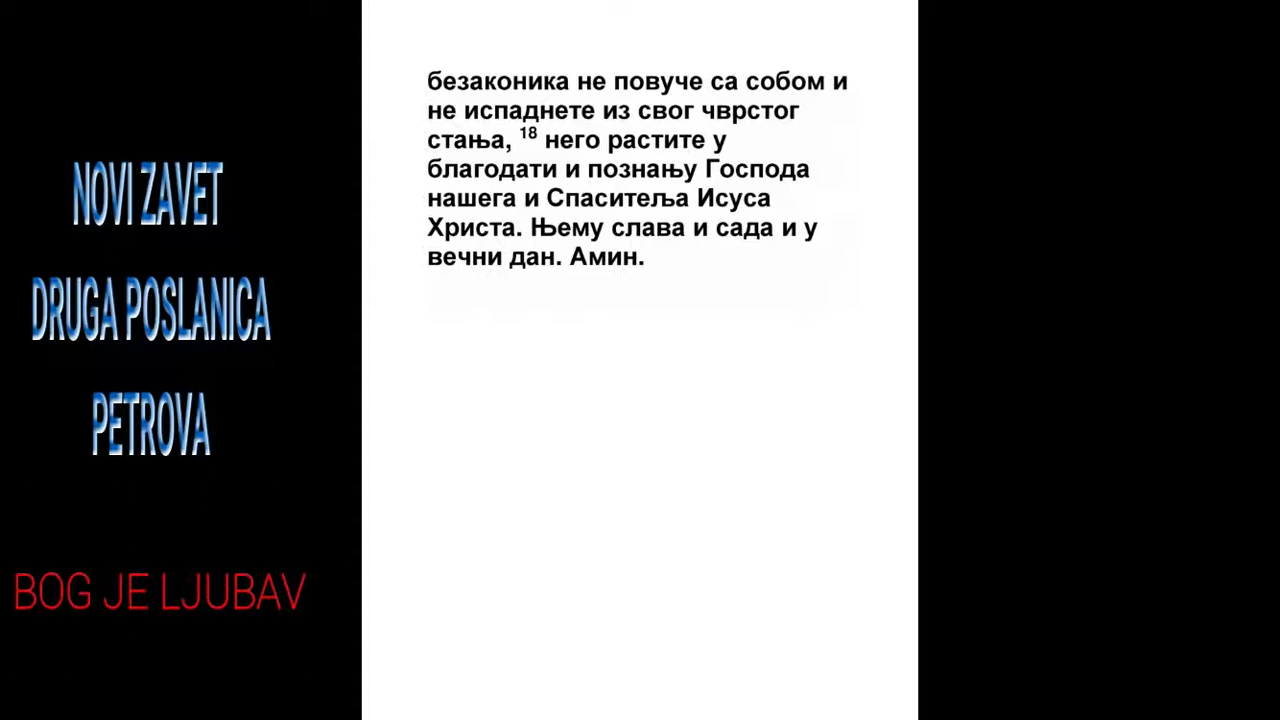 NOVI ZAVET
DRUGA POSLANICA
PETROVA
BOG JE LJUBAV
безаконика не повуче са собом и
не испаднете из свог чврстог
стања, 18 него растите у
благодати и познању Господа
нашега и Спаситеља Исуса
Христа. Њему слава и сада и у
вечни дан. Амин.